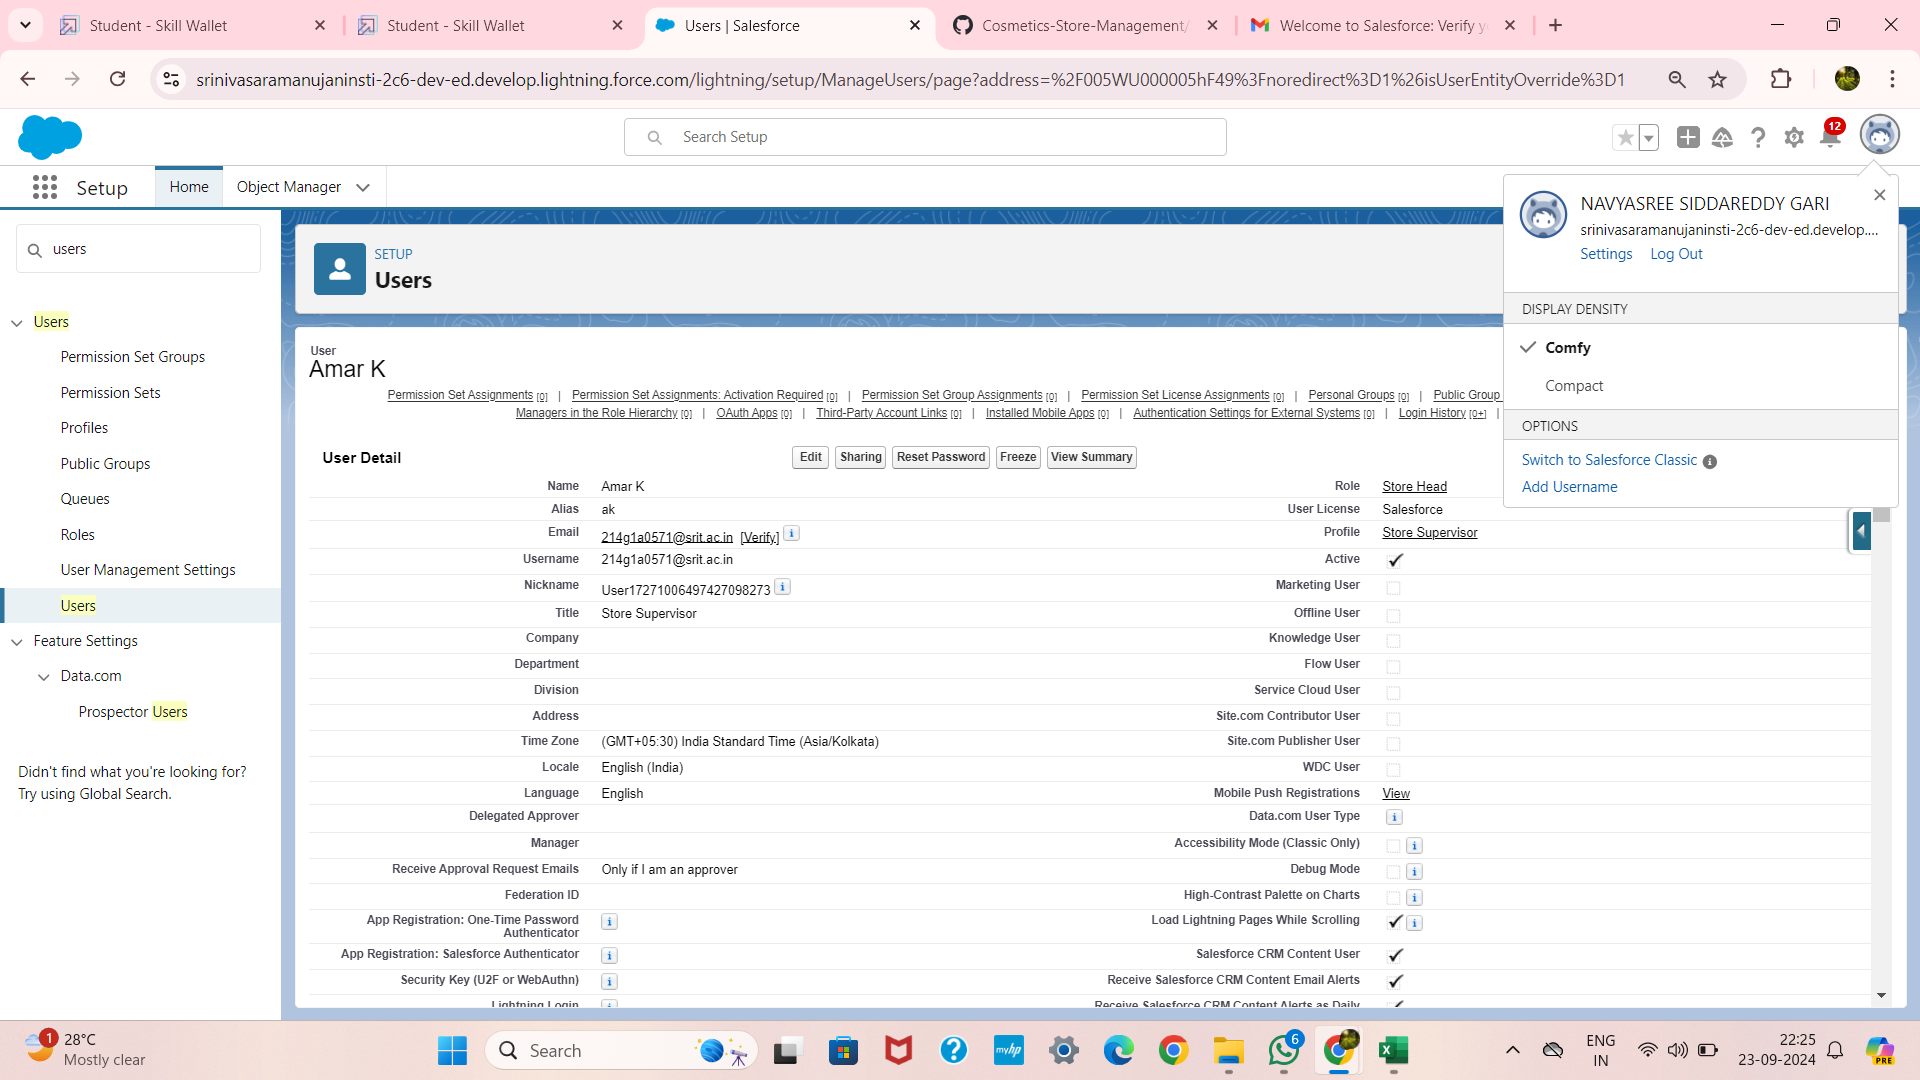 Student - Skill Wallet
Student - Skill Wallet
Users | Salesforce
Cosmetics-Store-Management/
Welcome to Salesforce: Verify y
srinivasaramanujaninsti-2c6-dev-ed.develop.lightning.force.com/lightning/setup/ManageUsers/page?address=%2F005WU000005hF49%3Fnoredirect%3D1%26isUserEntityOverride%3D1
Search Setup
12
Setup
Home
Object Manager
NAVYASREE SIDDAREDDY GARI
srinivasaramanujaninsti-2c6-dev-ed.develop....
Settings Log Out
DISPLAY DENSITY
Comfy
Compact
OPTIONS
Switch to Salesforce Classic
Add Username
users
Users
Permission Set Groups
Permission Sets
Profiles
Public Groups
Queues
Roles
User Management Settings
Users
Feature Settings
Data.com
Prospector Users
Didn't find what you're looking for?
Try using Global Search.
SETUP
Users
User
Amar K
Permission Set Assignments [0] | Permission Set Assignments: Activation Required [0] | Permission Set Group Assignments [0] | Permission Set License Assignments [0] | Personal Groups [0] | Public Group
Managers in the Role Hierarchy [0] | OAuth Apps [0] | Third-Party Account Links [0] | Installed Mobile Apps [0] | Authentication Settings for External Systems [0] | Login History [0+] |
User Detail
Edit Sharing Reset Password Freeze View Summary
Name Amar K Role Store Head
Alias ak User License Salesforce
Email 214g1a0571@srit.ac.in [Verify] Profile Store Supervisor
Username 214g1a0571@srit.ac.in Active
Nickname User17271006497427098273 Marketing User
Title Store Supervisor Offline User
Company Knowledge User
Department Flow User
Division Service Cloud User
Address Site.com Contributor User
Time Zone (GMT+05:30) India Standard Time (Asia/Kolkata) Site.com Publisher User
Locale English (India) WDC User
Language English Mobile Push Registrations View
Delegated Approver Data.com User Type
Manager Accessibility Mode (Classic Only)
Receive Approval Request Emails Only if I am an approver Debug Mode
Federation ID High-Contrast Palette on Charts
App Registration: One-Time Password Load Lightning Pages While Scrolling
Authenticator
App Registration: Salesforce Authenticator Salesforce CRM Content User
Security Key (U2F or WebAuthn) Receive Salesforce CRM Content Email Alerts
Lightning Login Receive Salesforce CRM Content Alerts as Daily
1
28°C
Mostly clear
Search
myhp
6
ENG
IN
22:25
23-09-2024
PRE